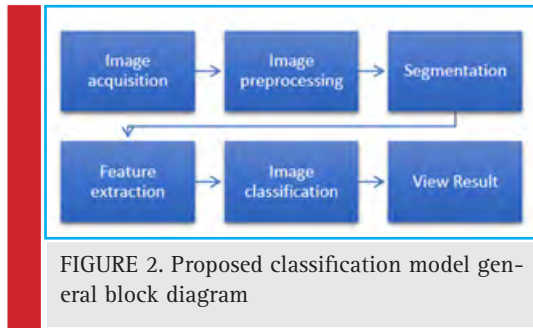 Image
acquisition
Image
preprocessing
Segmentation
Feature
extraction
Image
classification
View Result
FIGURE 2. Proposed classification model gen-
eral block diagram